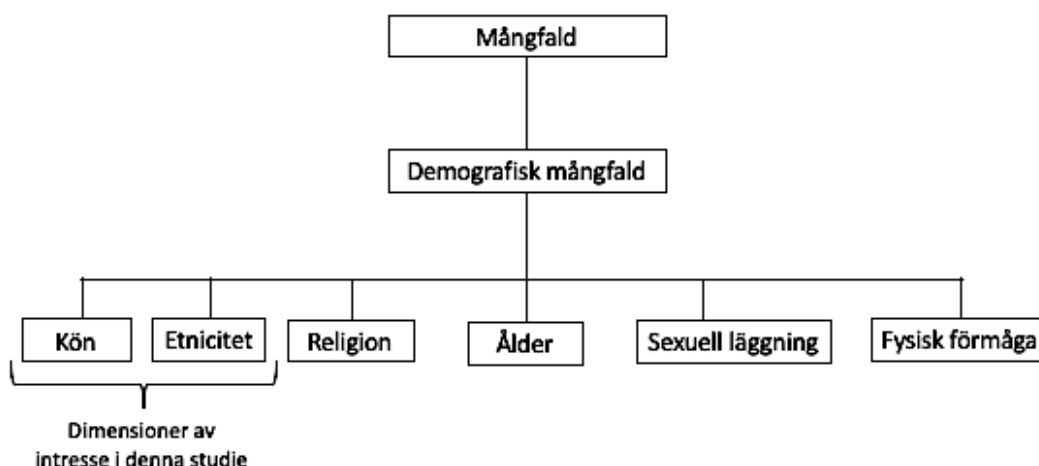 Mångfald
Demografisk mångfald
Kön
Etnicitet
Religion
Ålder
Sexuell läggning
Fysisk förmåga
Dimensioner av
intresse i denna studie